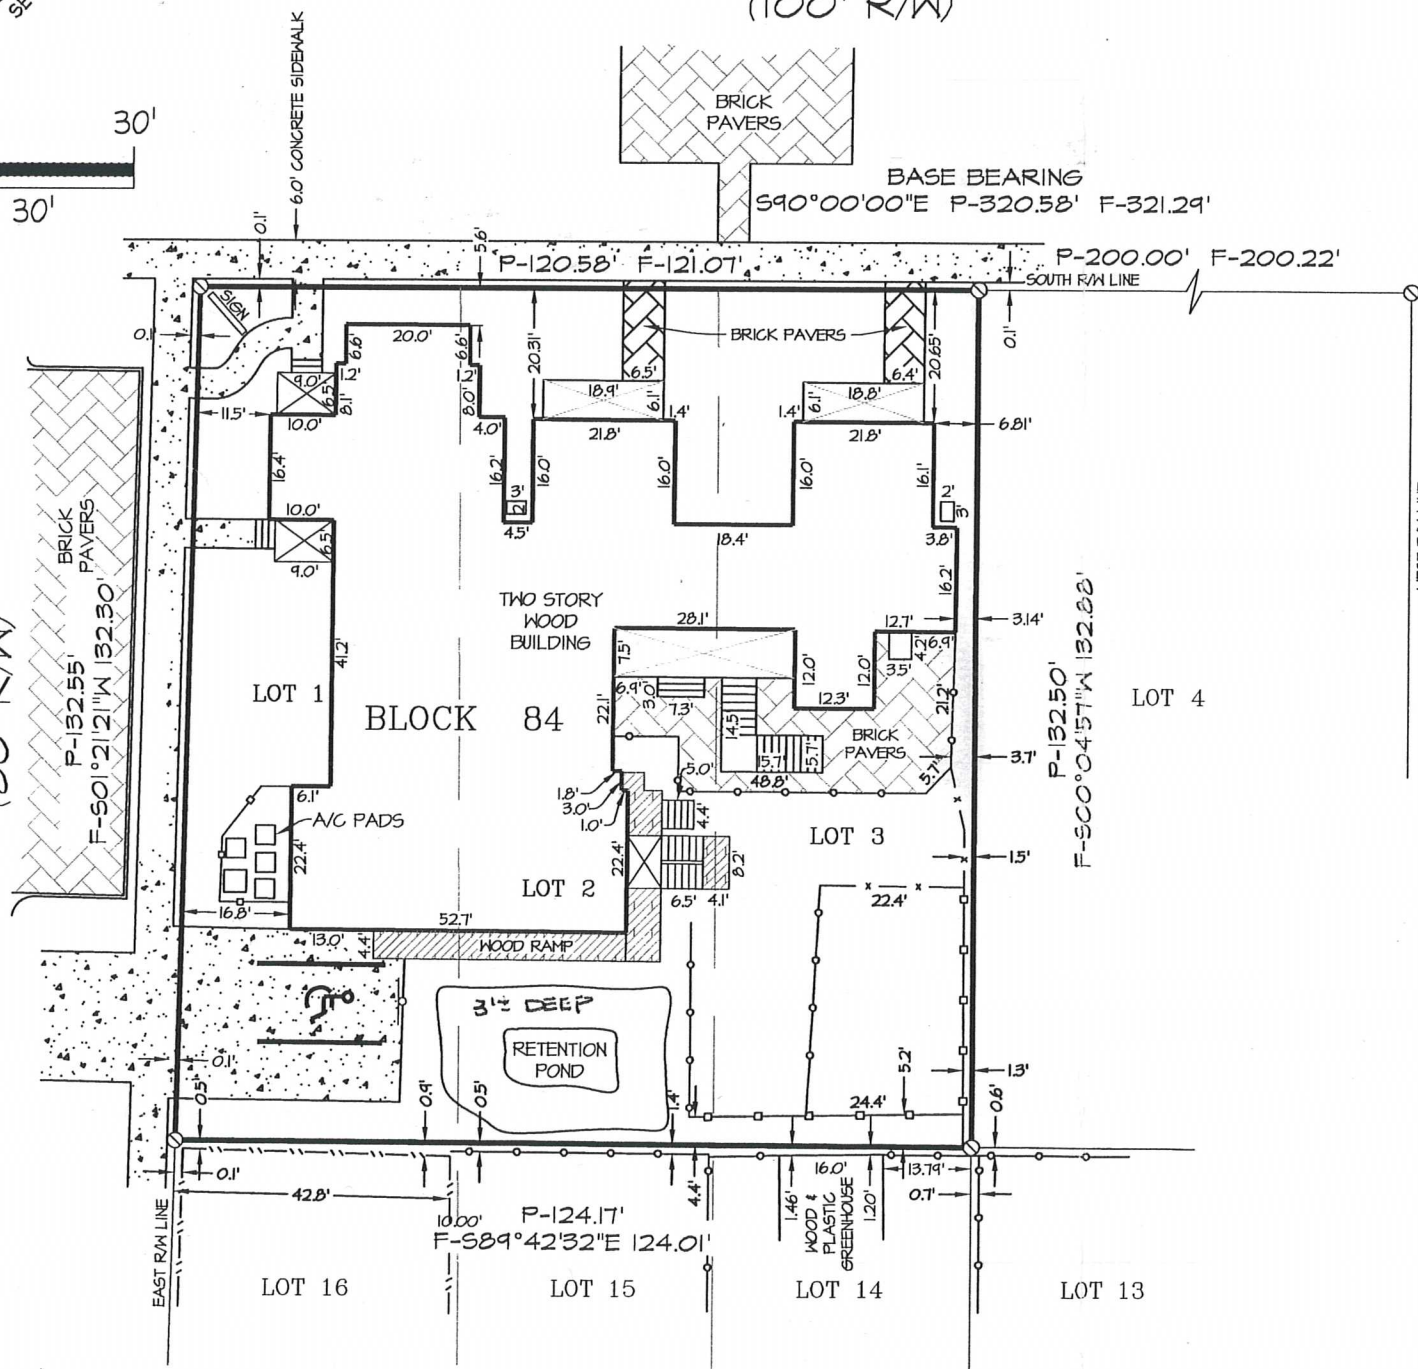 (100' R/W)
30'
30'
6.0' CONCRETE SIDEWALK
BRICK
PAVERS
BASE BEARING
S90°00'00"E P-320.58' F-321.29'
0.1'
5.6'
P-120.58' F-121.07'
P-200.00' F-200.22'
SOUTH R/W LINE
SIGN
0.1'
0.1'
20.0'
6.6'
6.6'
20.31'
BRICK PAVERS
20.65'
1.2'
1.2'
9.0'
6.5'
8.1'
8.0'
6.5'
6.4'
18.9'
6.1'
18.8'
6.1'
11.5'
10.0'
4.0'
1.4'
1.4'
21.8'
21.8'
6.81'
16.4'
16.2'
16.0'
16.0'
16.0'
16.1'
3'
2'
2'
3'
10.0'
4.5'
18.4'
3.8'
6.5'
9.0'
16.2'
BRICK
PAVERS
P-132.55'
F-S01°21'21"W 132.30'
TWO STORY
WOOD
BUILDING
28.1'
12.7'
3.14'
6.9'
4.2'
3.5'
41.2'
7.5'
12.0'
12.0'
LOT 1
6.9'
3.0'
7.3'
12.3'
21.2'
LOT 4
P-132.50'
F-S00°04'57"W 132.88'
BLOCK 84
22.1'
14.5'
BRICK
PAVERS
15.7'
5.7'
3.7'
5.0'
48.8'
5.7'
6.1'
1.8'
3.0'
1.0'
A/C PADS
4.4'
LOT 3
22.4'
22.4'
8.2'
1.5'
LOT 2
6.5'
4.1'
22.4'
16.8'
52.7'
13.0'
4.4'
WOOD RAMP
3'± DEEP
RETENTION
POND
0.1'
5.2'
1.3'
0.5'
0.9'
0.5'
1.4'
24.4'
0.6'
0.1'
42.8'
16.0'
13.79'
0.7'
4.4'
1.46'
1.20'
WOOD &
PLASTIC
GREENHOUSE
10.00'
P-124.17'
F-S89°42'32"E 124.01'
EAST R/W LINE
LOT 16
LOT 15
LOT 14
LOT 13